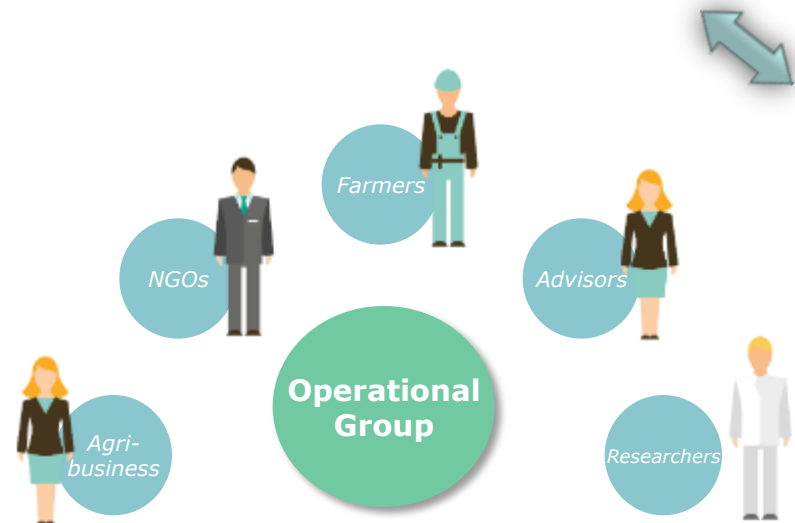 Farmers
NGOs
Advisors
Operational
Group
Agri-
business
Researchers